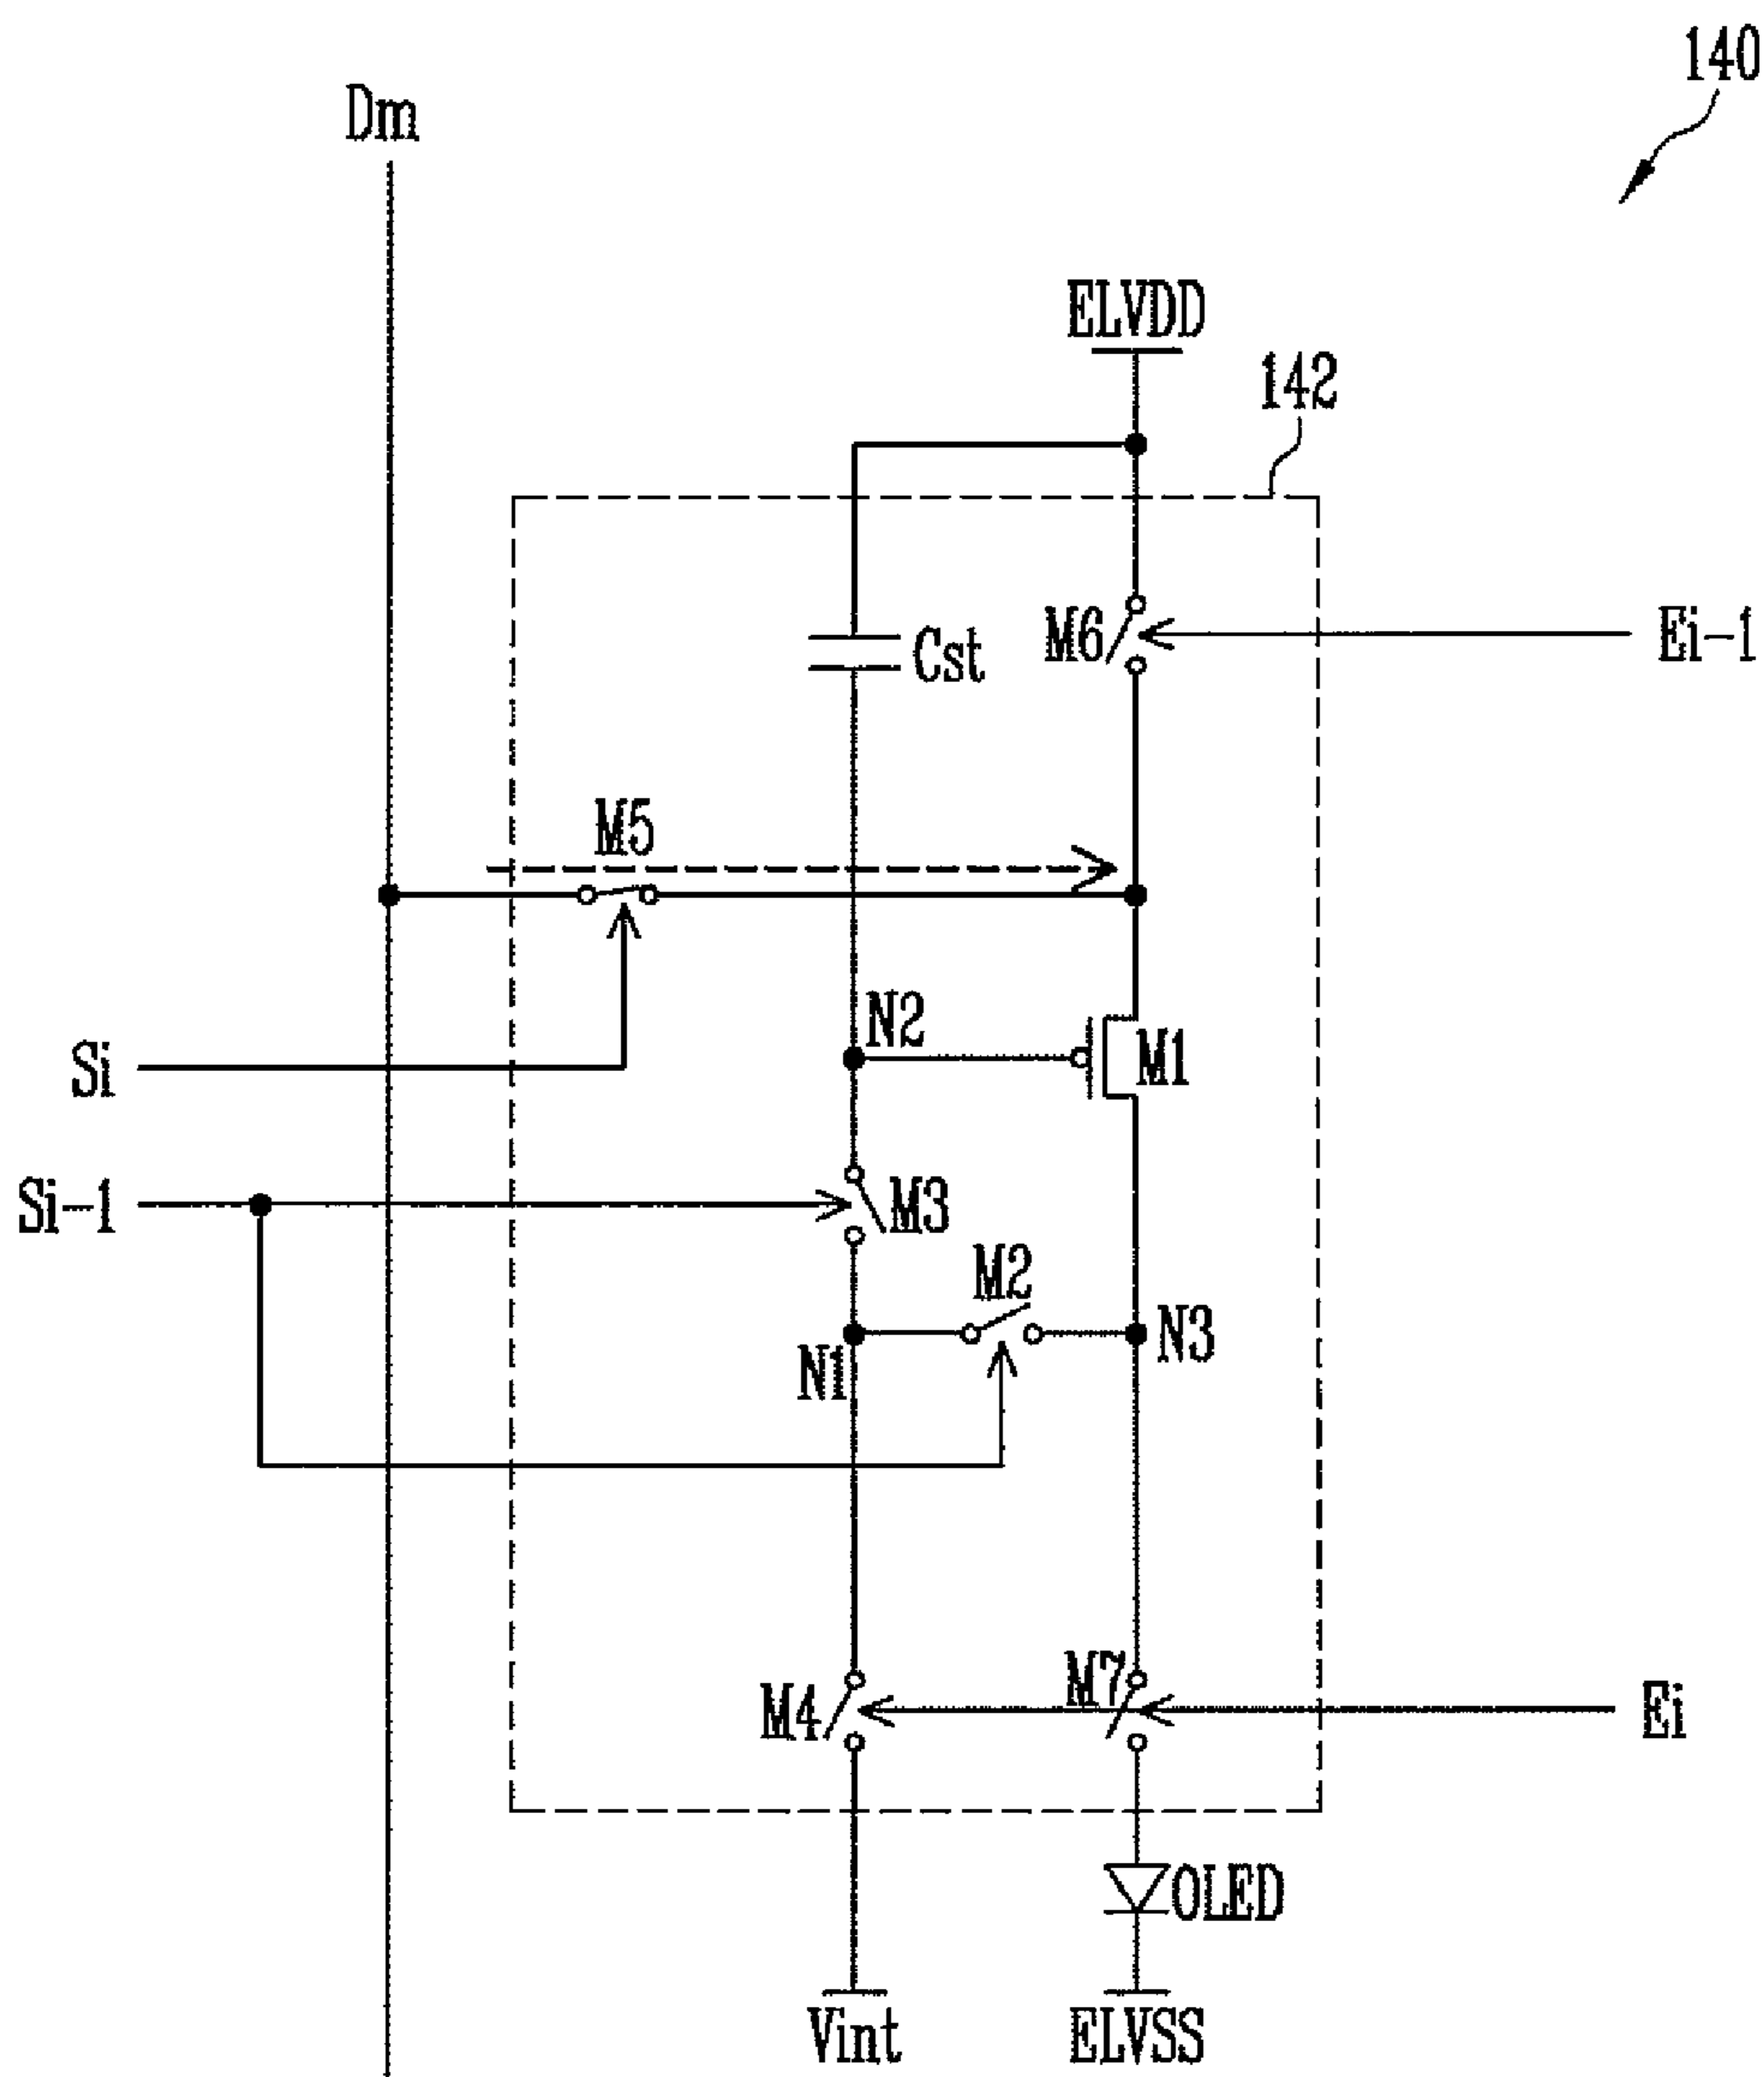 140
Dm
ELVDD
142
M6
Ei-1
Cst
M5
N2
M1
Si
Si-1
M3
M2
N3
N1
M7
M4
Ei
OLED
Vint
ELVSS